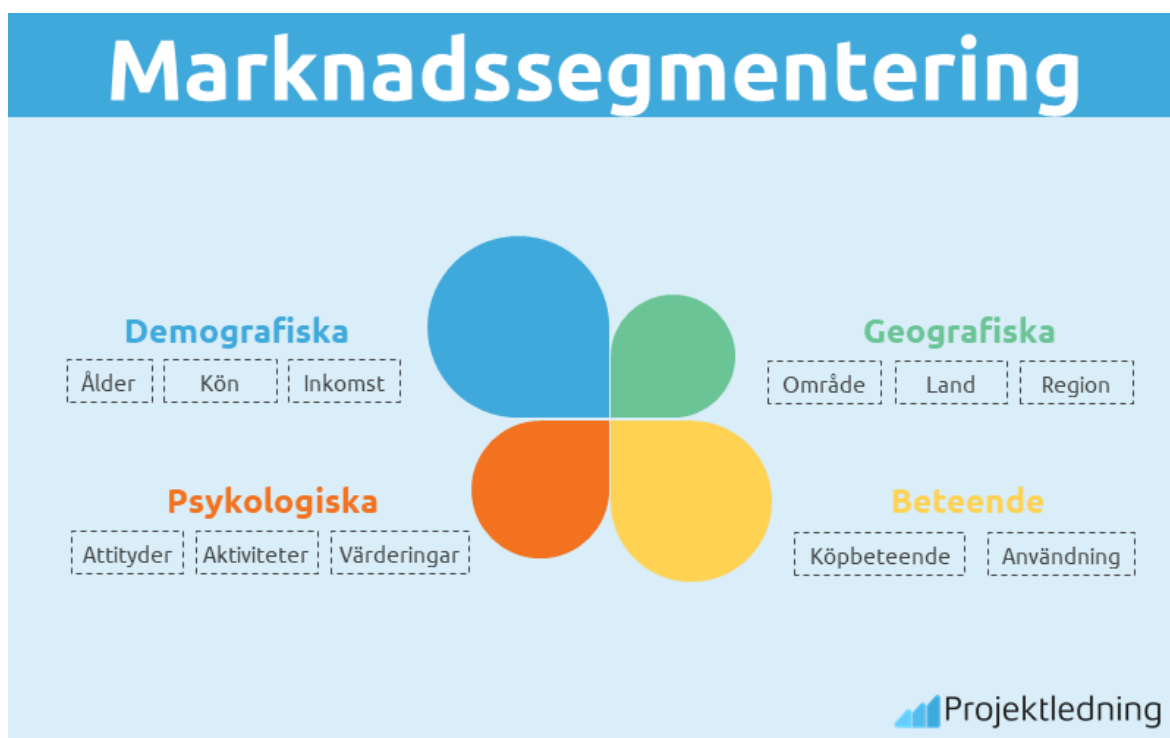 Marknadssegmentering
Demografiska
Ålder
Kön
Inkomst
Geografiska
Område
Land
Region
Psykologiska
Attityder
Aktiviteter
Värderingar
Beteende
Köpbeteende
Användning
Projektledning